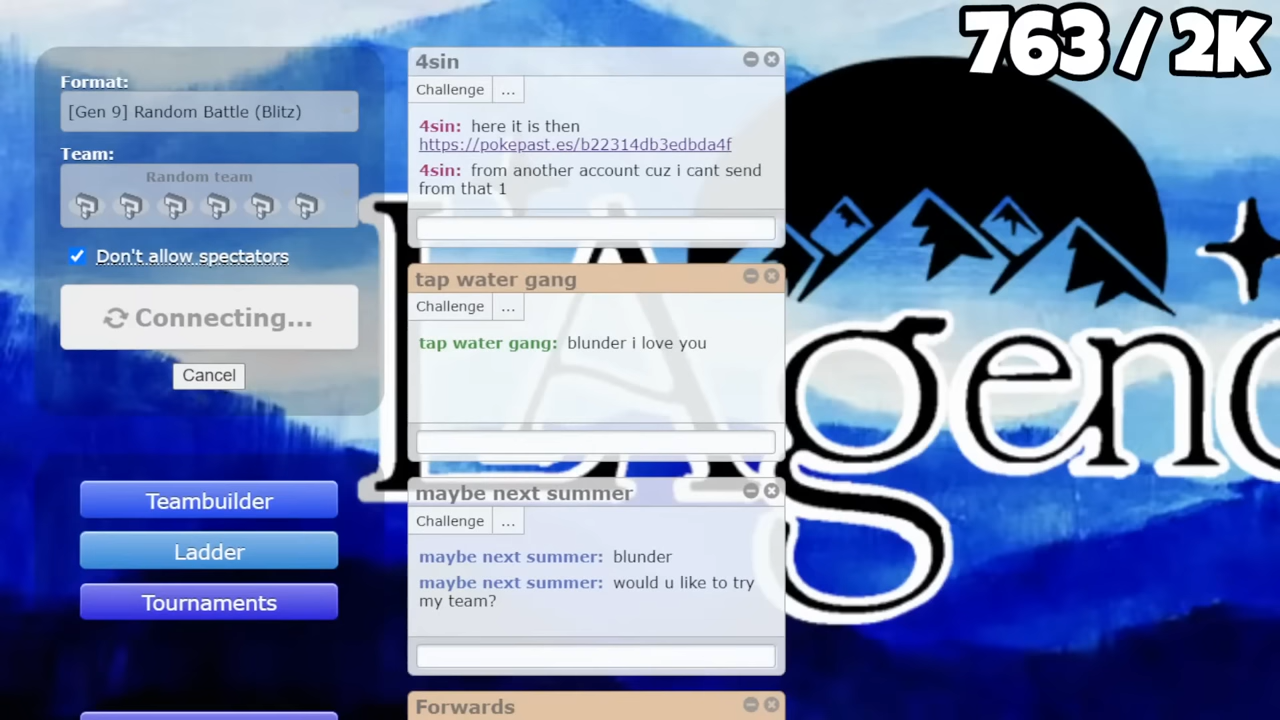 763 / 2K
Format:
[Gen 9] Random Battle (Blitz)
Team:
Random team
Don't allow spectators
Connecting...
Cancel
Teambuilder
Ladder
Tournaments
4sin
Challenge ...
4sin: here it is then
https://pokepast.es/b22314db3edbda4f
4sin: from another account cuz i cant send
from that 1
tap water gang
Challenge ...
tap water gang: blunder i love you
maybe next summer
Challenge ...
maybe next summer: blunder
maybe next summer: would u like to try
my team?
Forwards